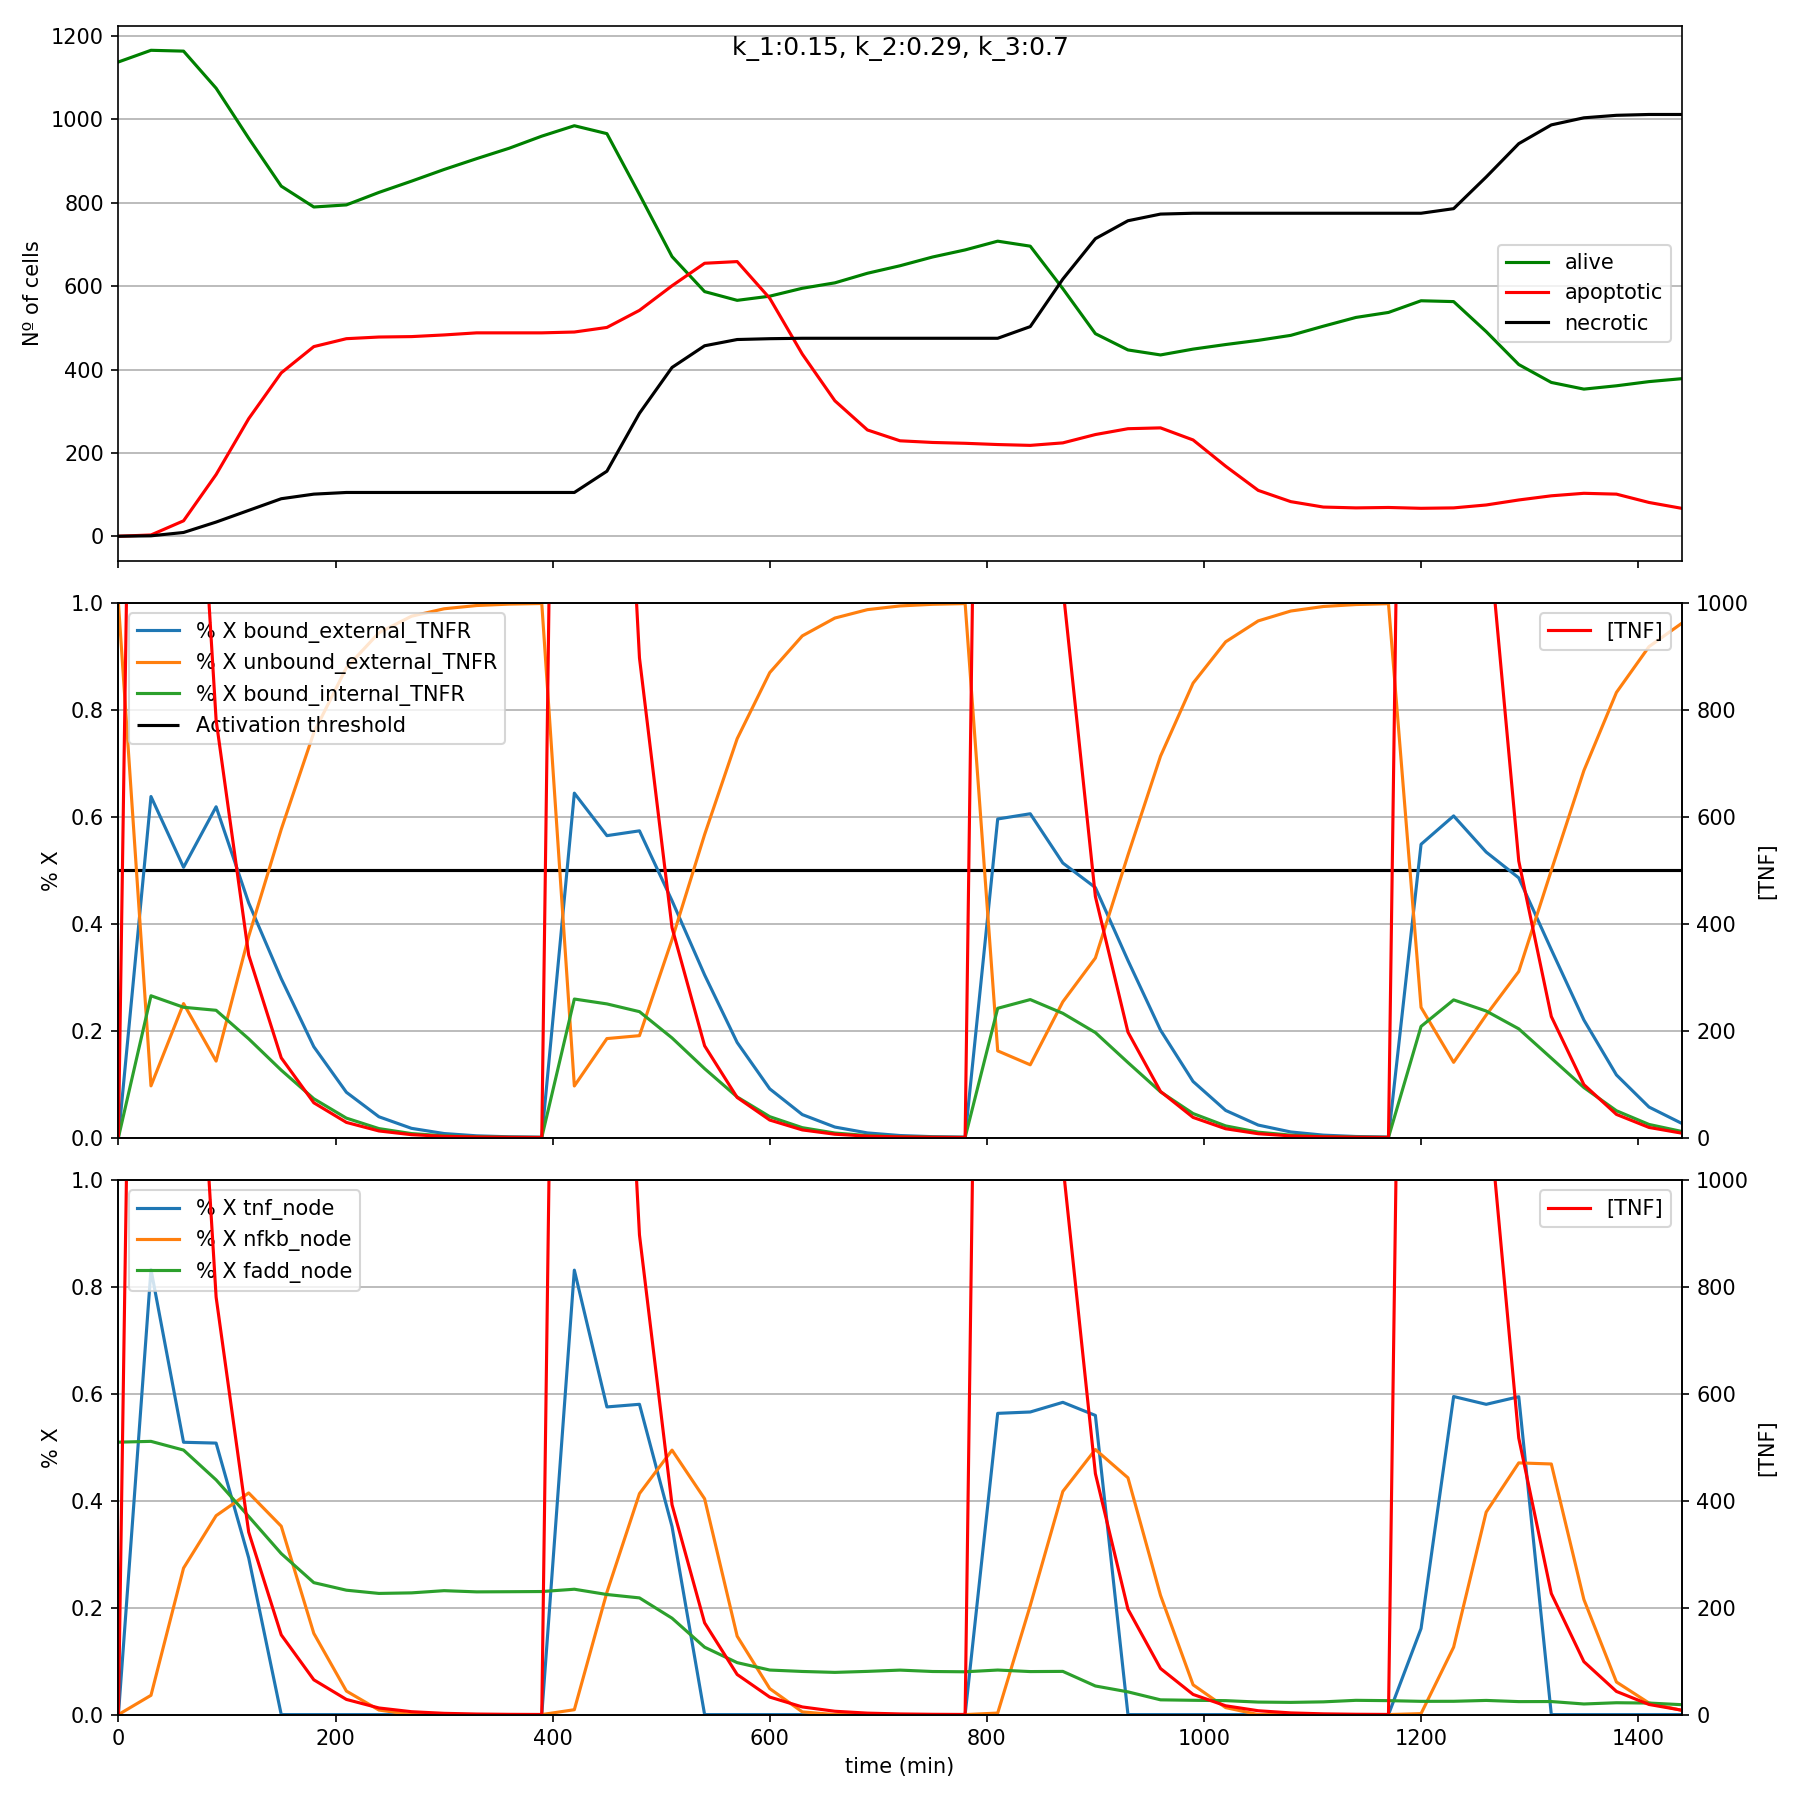 k_1:0.15, k_2:0.29, k_3:0.7
1200
1000
800
600
400
200
0
Nº of cells
alive
apoptotic
necrotic
1.0
0.8
0.6
0.4
0.2
0.0
% X
% X bound_external_TNFR
% X unbound_external_TNFR
% X bound_internal_TNFR
Activation threshold
[TNF]
1000
800
600
400
200
0
[TNF]
1.0
0.8
0.6
0.4
0.2
0.0
% X
% X tnf_node
% X nfkb_node
% X fadd_node
[TNF]
1000
800
600
400
200
0
[TNF]
0 200 400 600 800 1000 1200 1400
time (min)